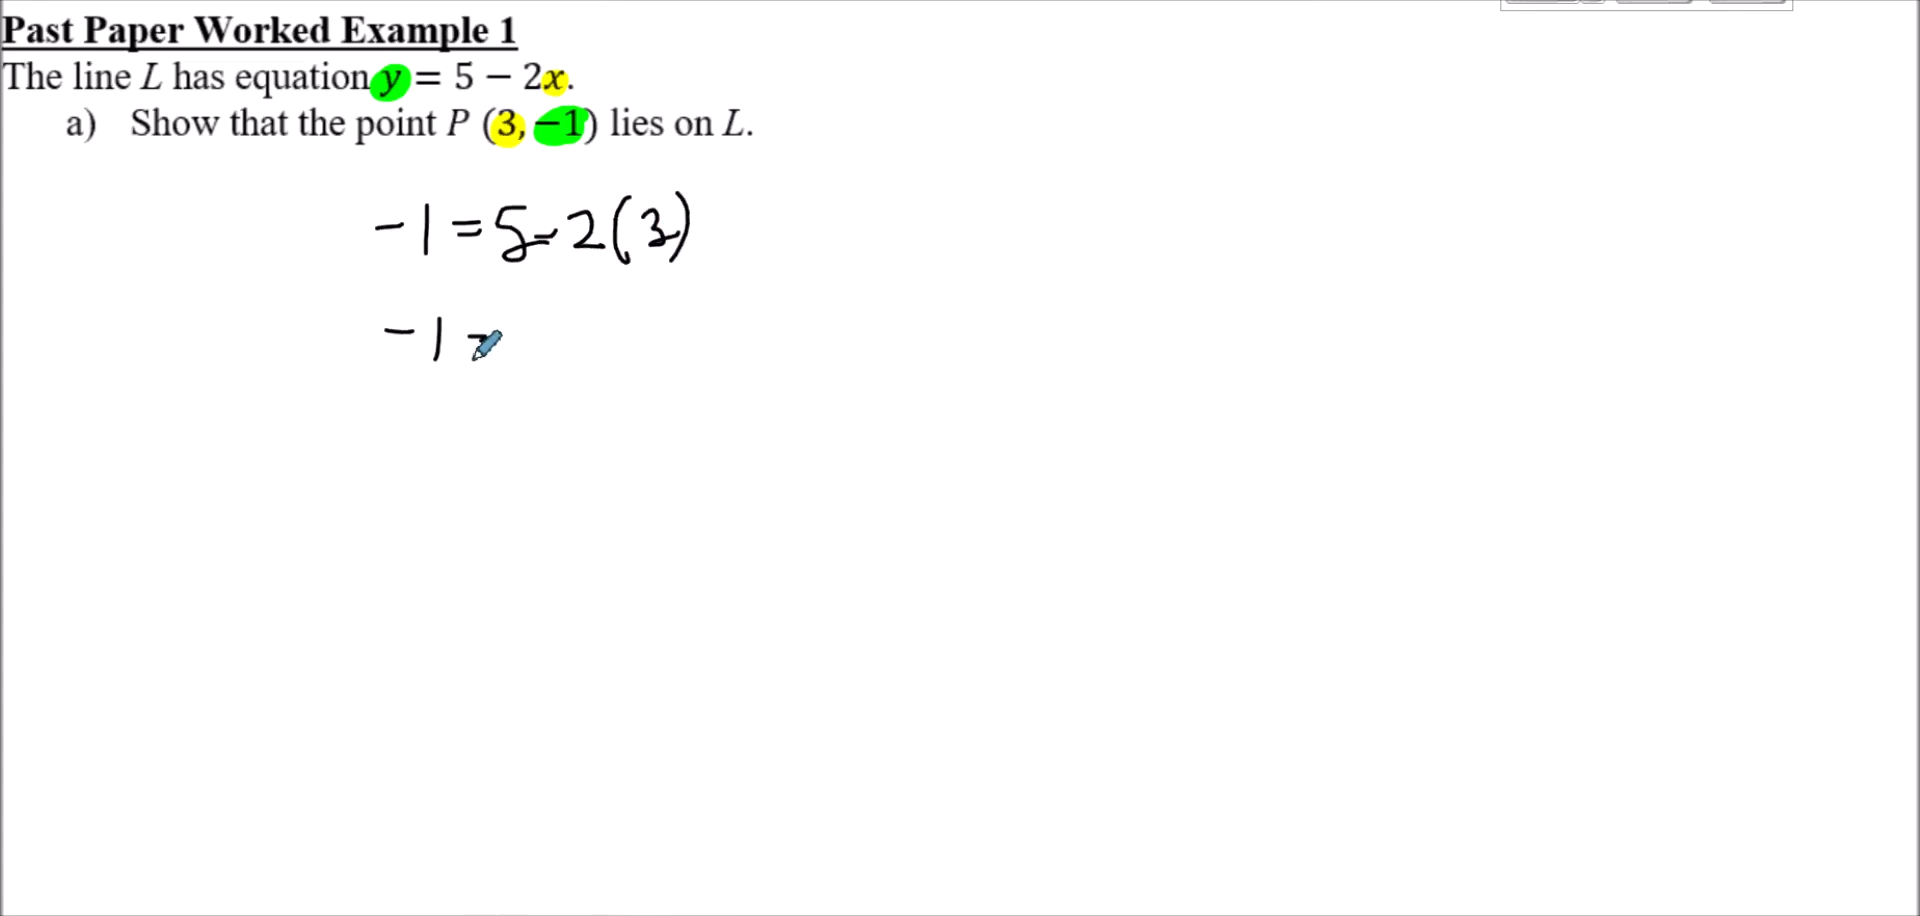 Past Paper Worked Example 1
The line L has equation y = 5 − 2x.
a) Show that the point P (3, −1) lies on L.
-1 = 5 - 2(3)
-1 =